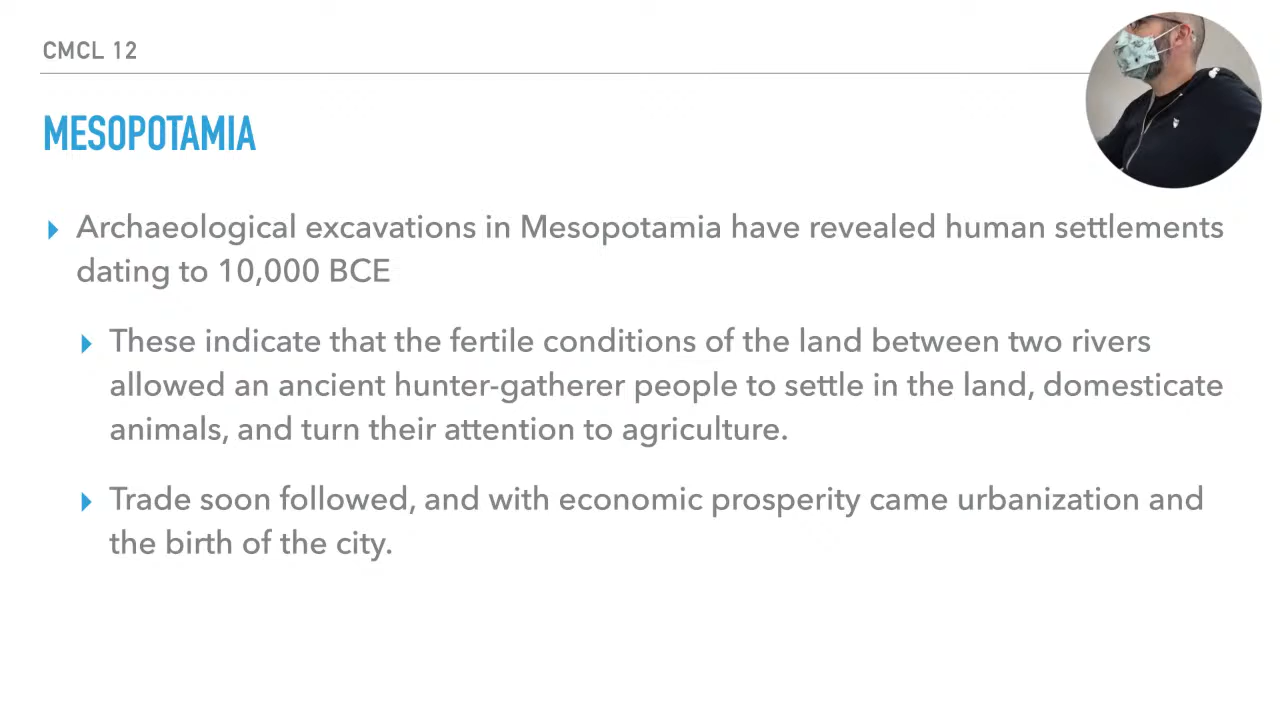 CMCL 12
MESOPOTAMIA
Archaeological excavations in Mesopotamia have revealed human settlements
dating to 10,000 BCE
These indicate that the fertile conditions of the land between two rivers
allowed an ancient hunter-gatherer people to settle in the land, domesticate
animals, and turn their attention to agriculture.
Trade soon followed, and with economic prosperity came urbanization and
the birth of the city.